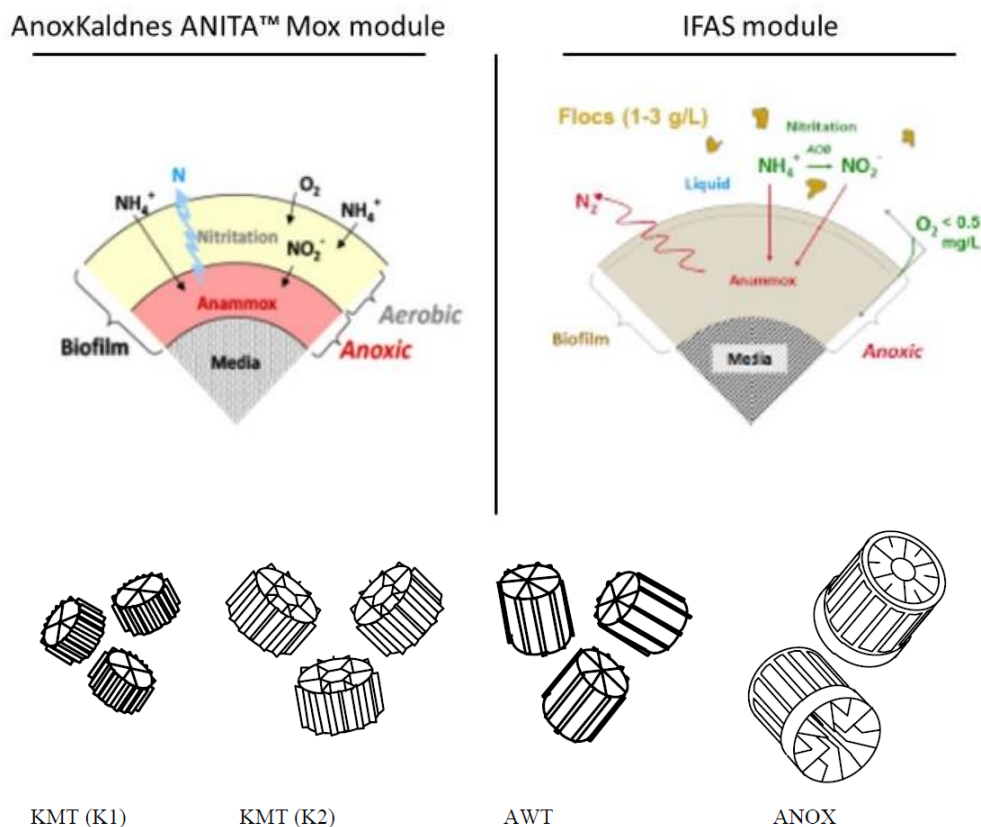 AnoxKaldnes ANITA™ Mox module
IFAS module
N
O₂
NH₄⁺
NH₄⁺
Nitritation
NO₂⁻
Anammox
Aerobic
Biofilm
Anoxic
Media
Flocs (1-3 g/L)
Nitritation
AOB
NH₄⁺ → NO₂⁻
Liquid
N₂
O₂ < 0.5
mg/L
Anammox
Biofilm
Anoxic
Media
KMT (K1)
KMT (K2)
AWT
ANOX